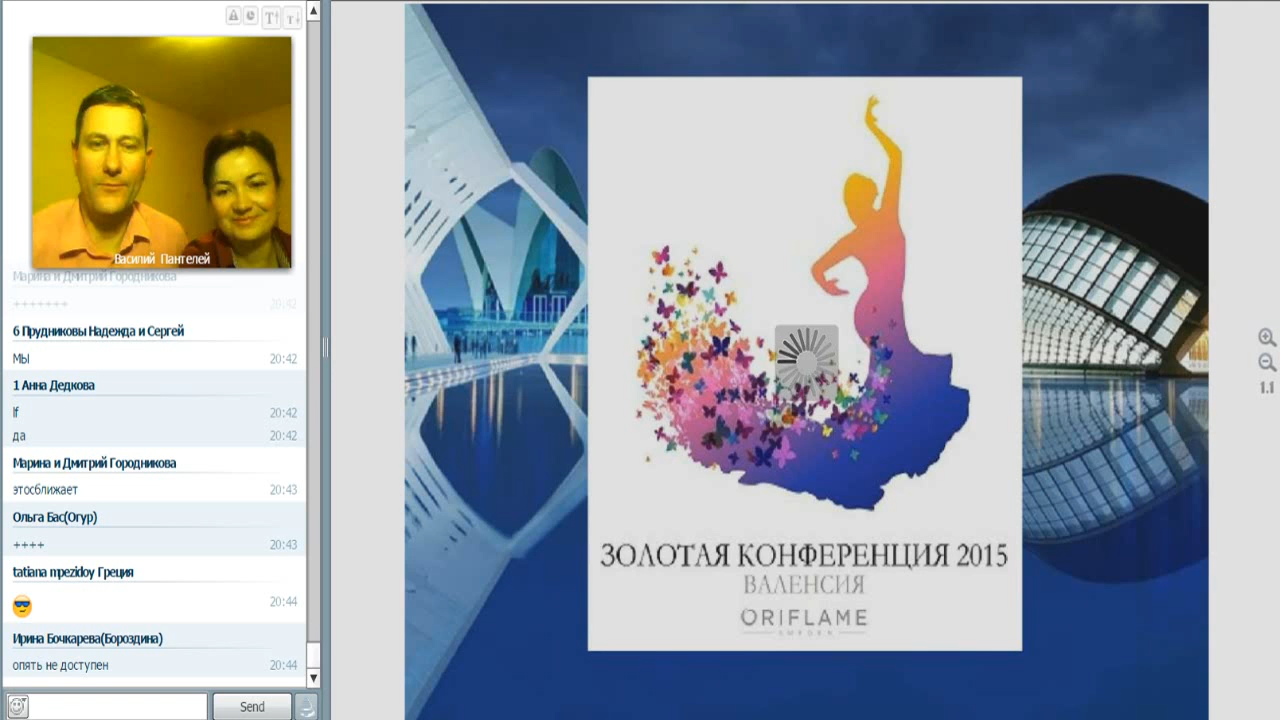 Василий Пантелей
Марина и Дмитрий Городникова
+++++++ 20:42
6 Прудниковы Надежда и Сергей
МЫ 20:42
1 Анна Дедкова
lf 20:42
да 20:42
Марина и Дмитрий Городникова
этосближает 20:43
Ольга Бас(Огур)
++++ 20:43
tatiana mpezidoy Греция
20:44
Ирина Бочкарева(Бороздина)
опять не доступен 20:44
Send
ЗОЛОТАЯ КОНФЕРЕНЦИЯ 2015
ВАЛЕНСИЯ
ORIFLAME
SWEDEN
1:1